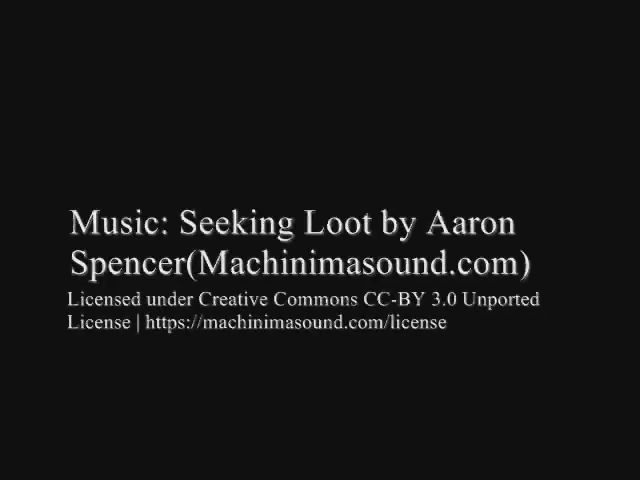 Music: Seeking Loot by Aaron
Spencer(Machinimasound.com)
Licensed under Creative Commons CC-BY 3.0 Unported
License | https://machinimasound.com/license